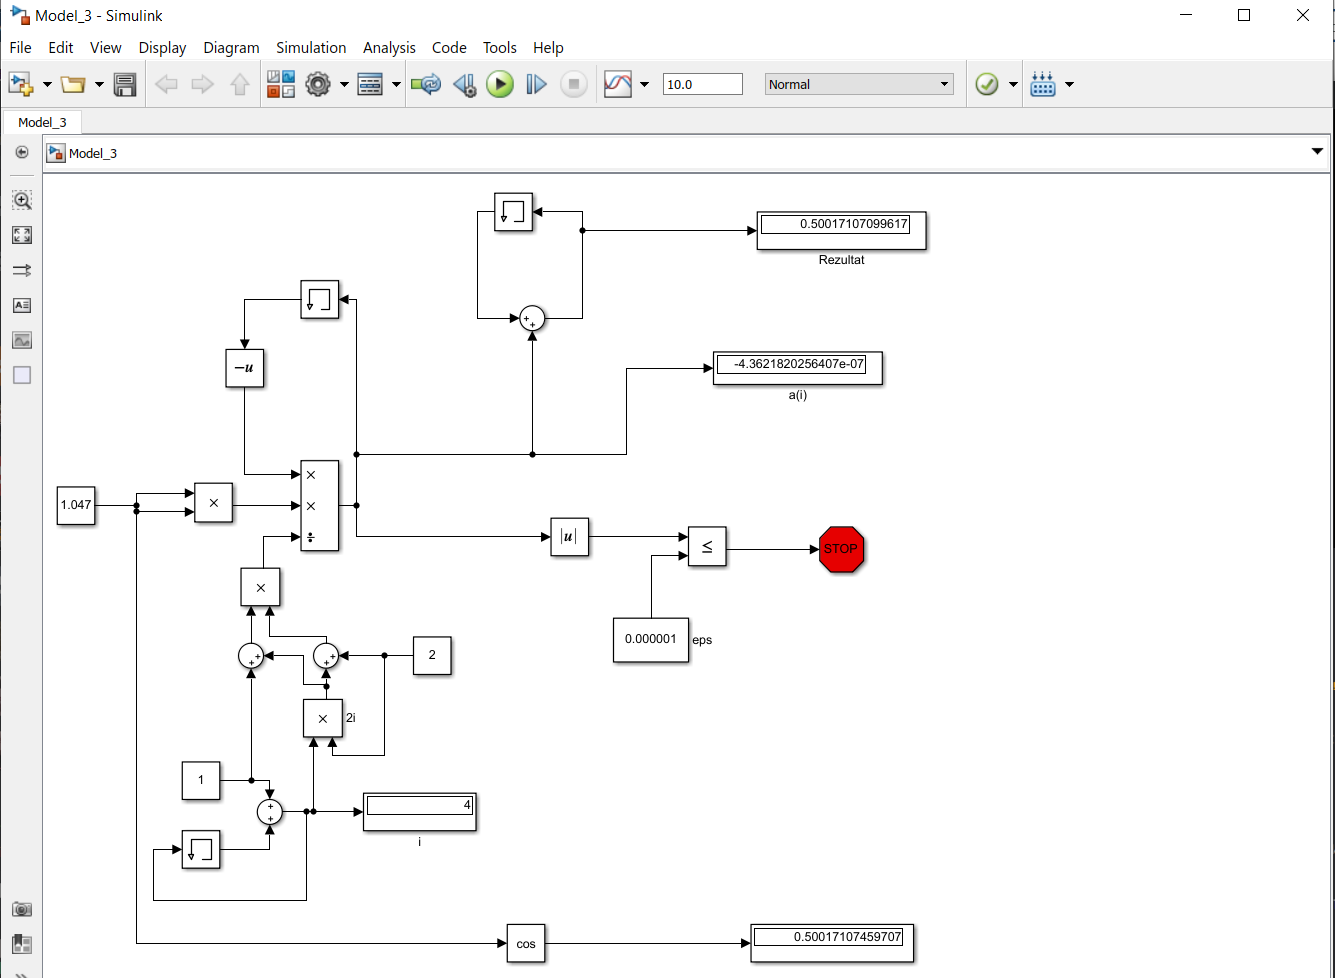 Model_3 - Simulink
File Edit View Display Diagram Simulation Analysis Code Tools Help
10.0 Normal
Model_3
Model_3
0.50017107099617
Rezultat
-u
-4.3621820256407e-07
a(i)
×
×
÷
1.047
×
|u|
≤
STOP
×
0.000001 eps
+
+
+
+
2
×
2i
1
+
+
4
i
cos
0.50017107459707
+
+